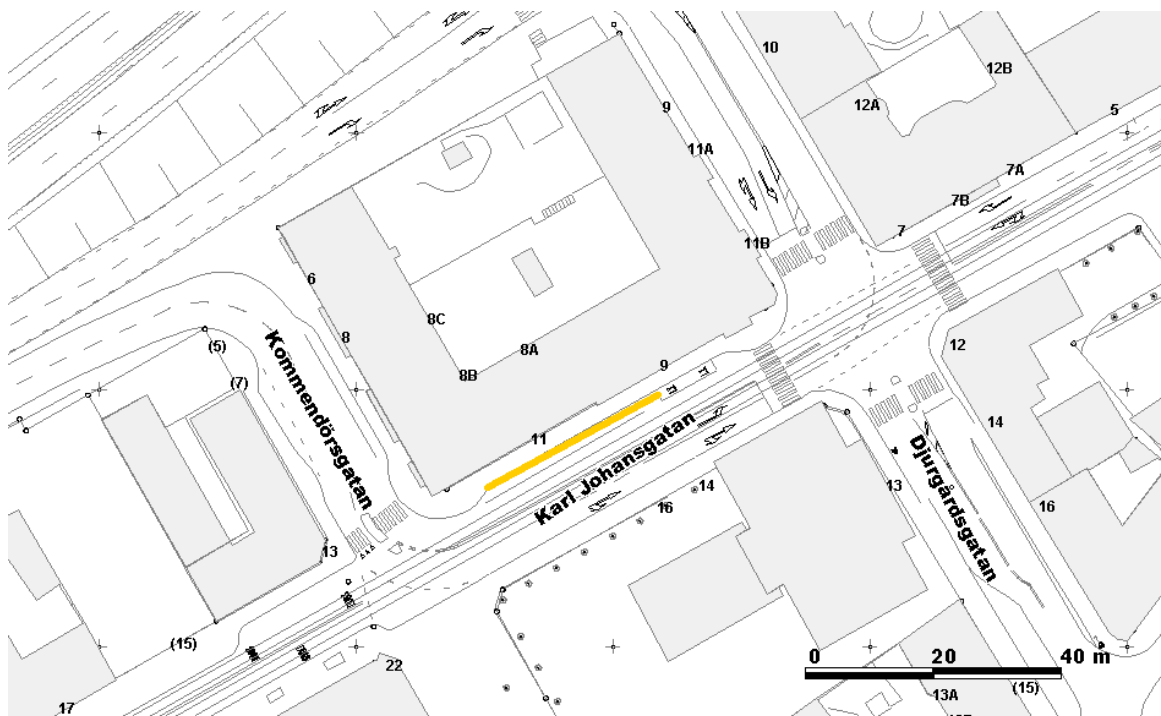 10
12B
12A
9
5
11A
7A
7B
7
11B
6
8
8C
8A
8B
9
12
(5)
(7)
Kommendörsgatan
11
Karl Johansgatan
14
Djurgårdsgatan
14
16
13
16
13
(15)
22
17
0 20 40 m
13A
(15)